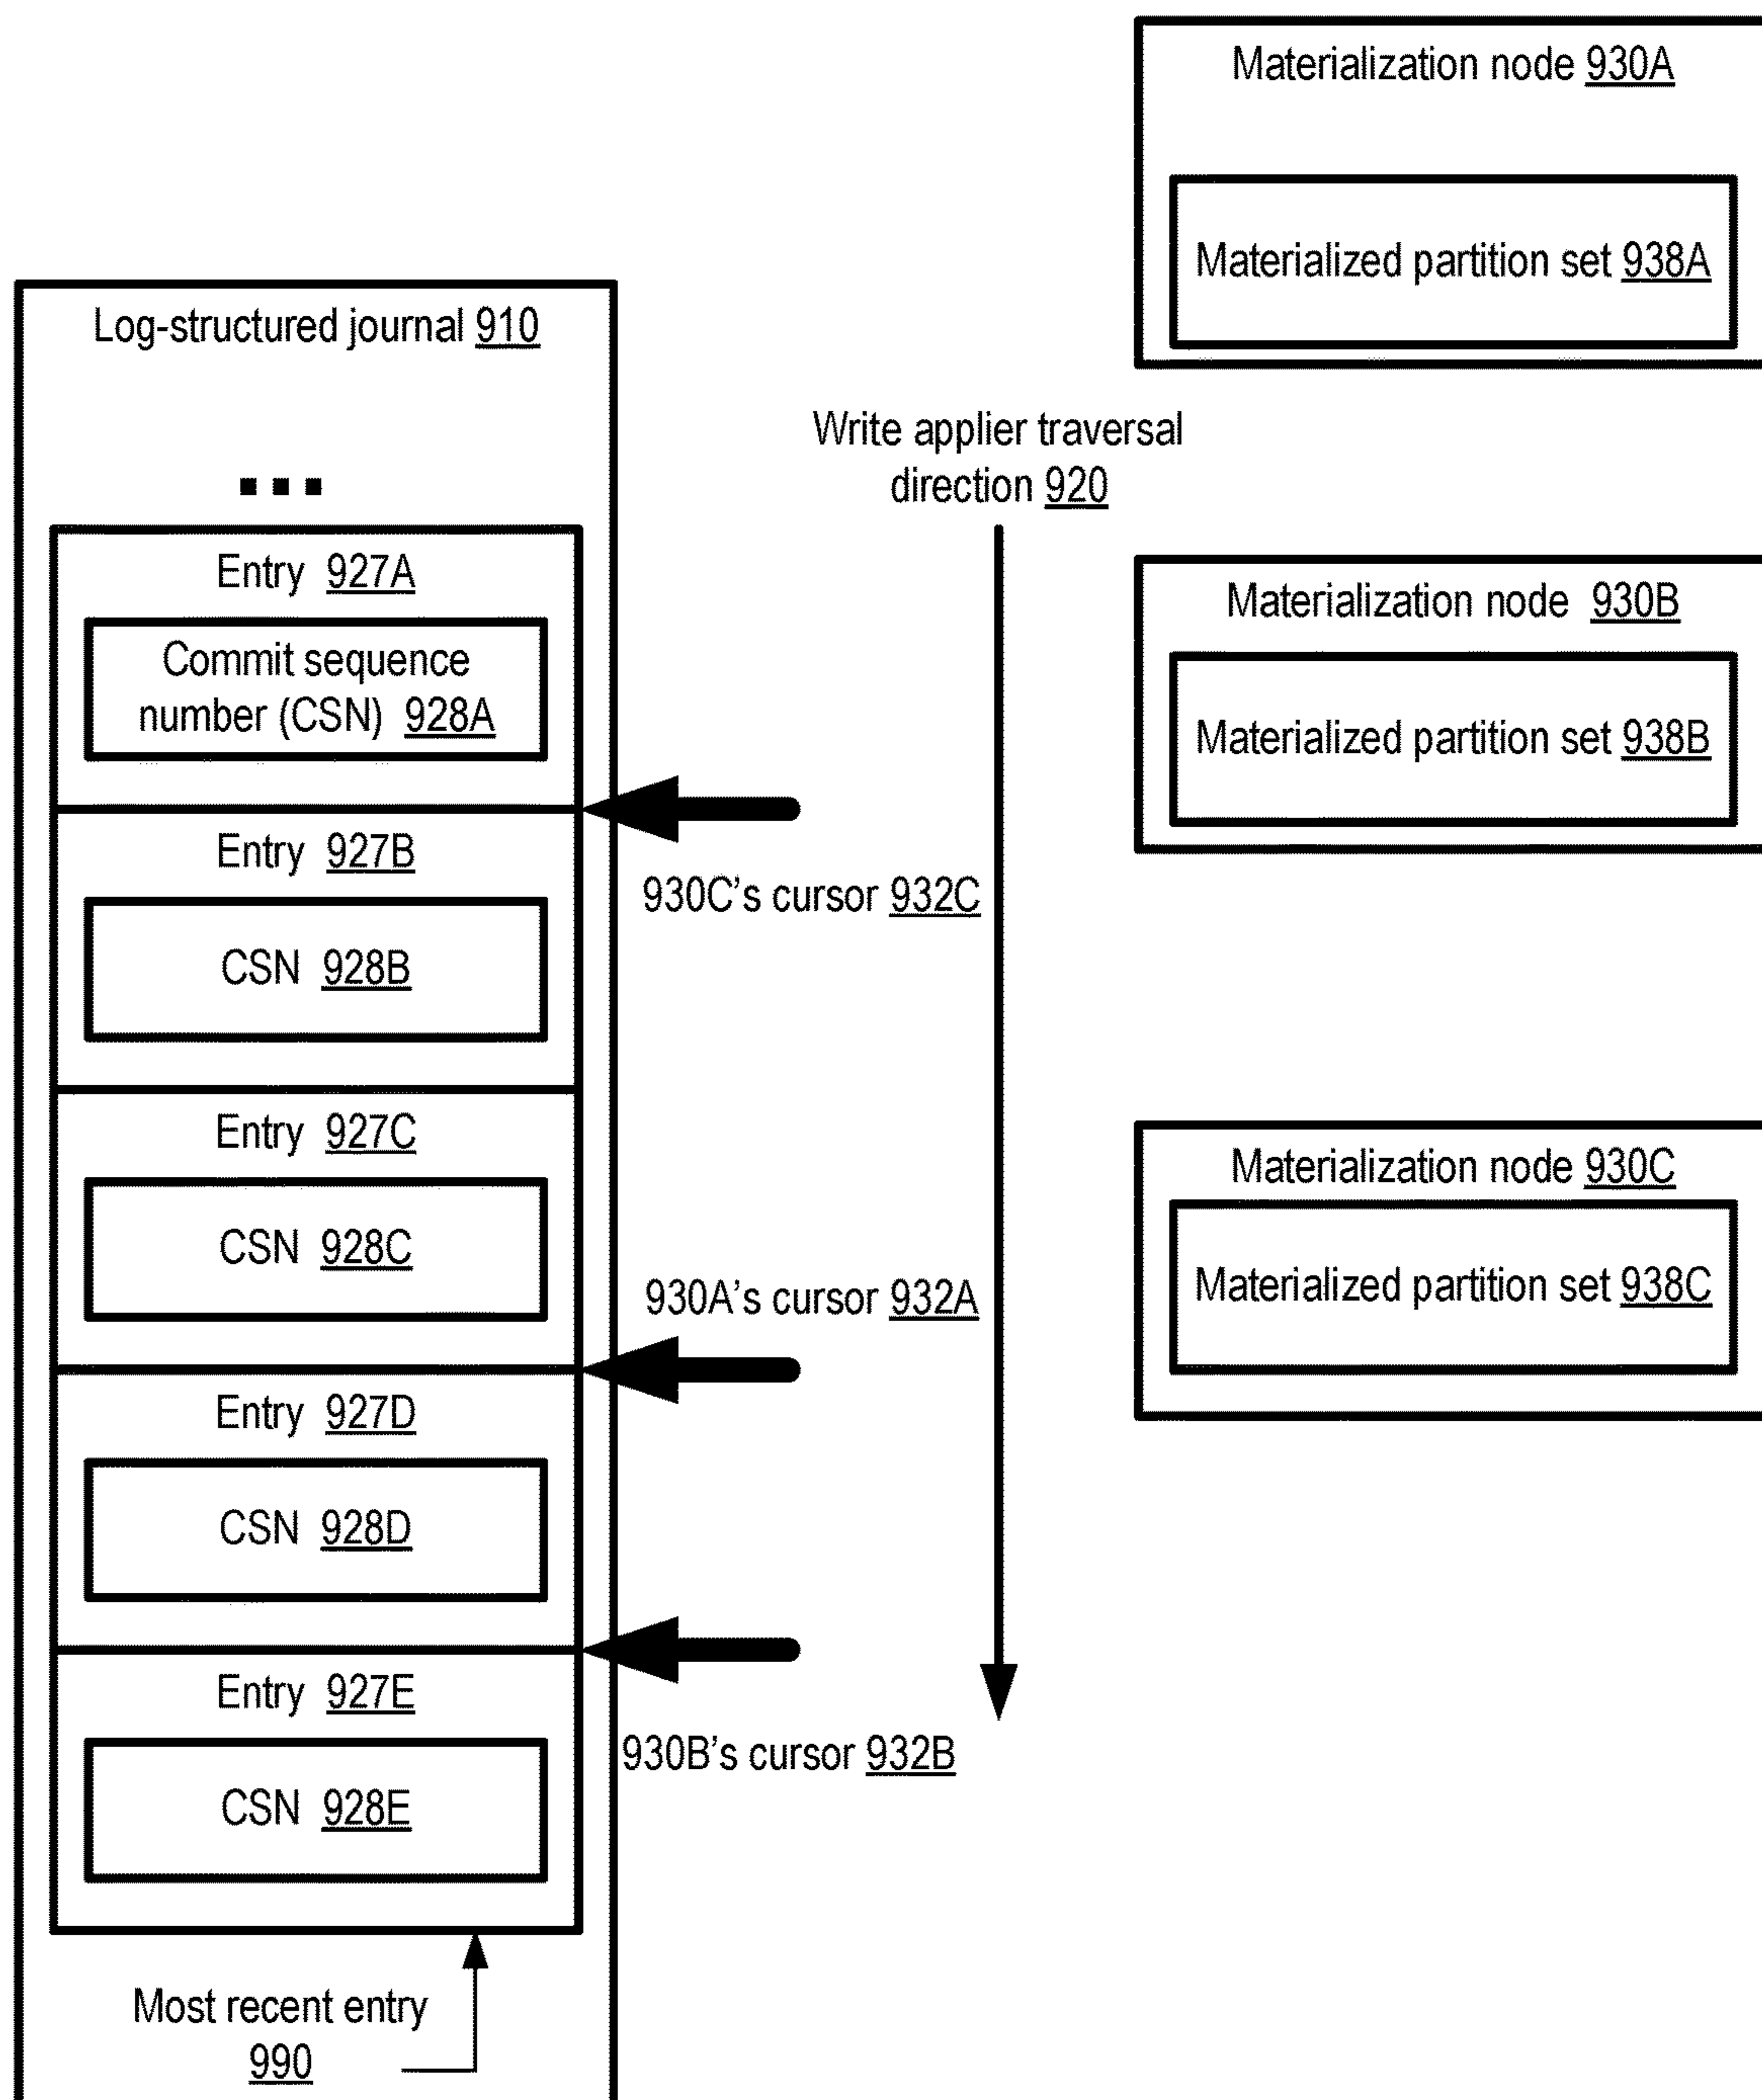 Materialization node 930A
Materialized partition set 938A
Log-structured journal 910
...
Write applier traversal
direction 920
Entry 927A
Commit sequence
number (CSN) 928A
Materialization node 930B
Materialized partition set 938B
Entry 927B
CSN 928B
930C's cursor 932C
Entry 927C
CSN 928C
Materialization node 930C
Materialized partition set 938C
930A's cursor 932A
Entry 927D
CSN 928D
Entry 927E
CSN 928E
930B's cursor 932B
Most recent entry
990